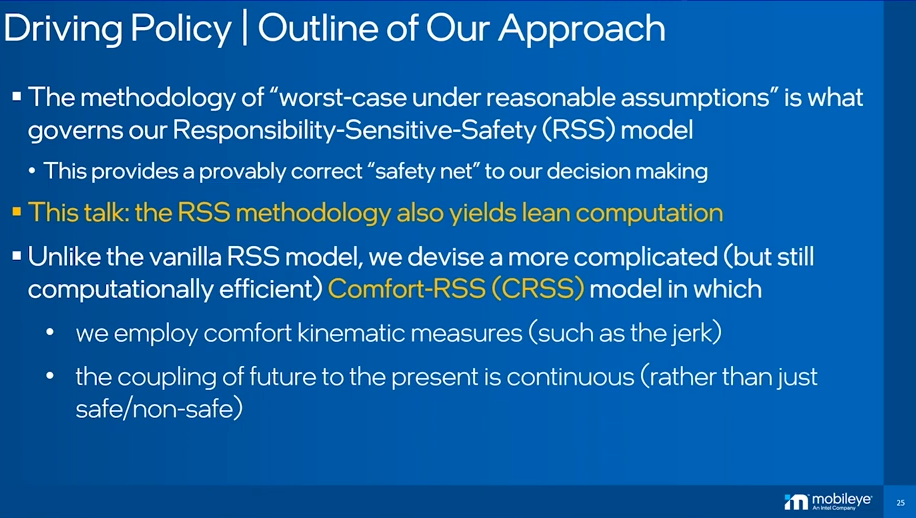 Driving Policy | Outline of Our Approach
▪ The methodology of “worst-case under reasonable assumptions” is what
governs our Responsibility-Sensitive-Safety (RSS) model
• This provides a provably correct “safety net” to our decision making
▪ This talk: the RSS methodology also yields lean computation
▪ Unlike the vanilla RSS model, we devise a more complicated (but still
computationally efficient) Comfort-RSS (CRSS) model in which
• we employ comfort kinematic measures (such as the jerk)
• the coupling of future to the present is continuous (rather than just
safe/non-safe)
mobileye™
An Intel Company
25